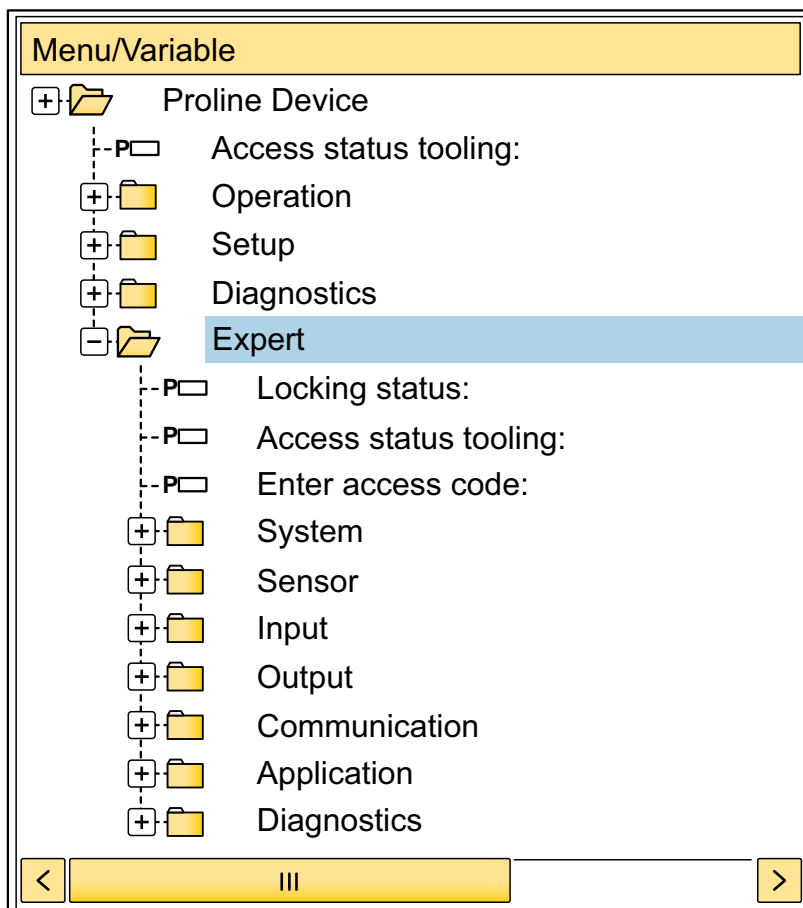 Menu/Variable
Proline Device
P Access status tooling:
Operation
Setup
Diagnostics
Expert
P Locking status:
P Access status tooling:
P Enter access code:
System
Sensor
Input
Output
Communication
Application
Diagnostics